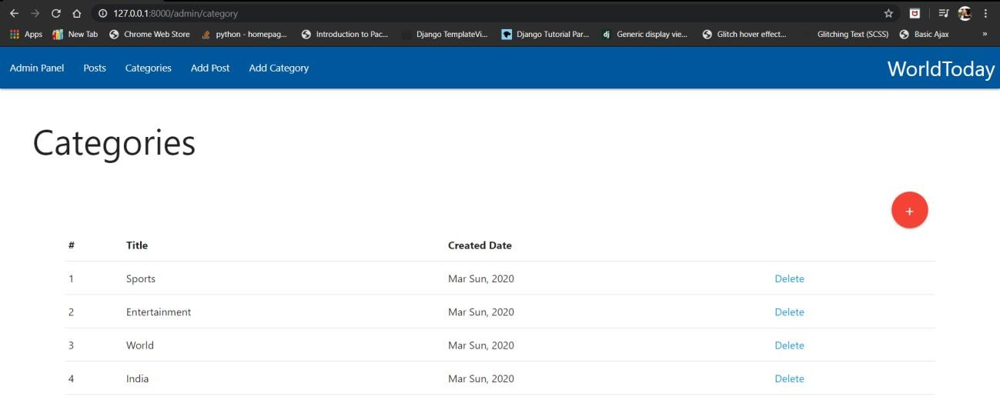 127.0.0.1:8000/admin/category
Apps New Tab Chrome Web Store python - homepag... Introduction to Pac... Django TemplateVi... Django Tutorial Par... dj Generic display vie... Glitch hover effect... Glitching Text (SCSS) Basic Ajax »
Admin Panel Posts Categories Add Post Add Category WorldToday
Categories
+
# Title Created Date
1 Sports Mar Sun, 2020 Delete
2 Entertainment Mar Sun, 2020 Delete
3 World Mar Sun, 2020 Delete
4 India Mar Sun, 2020 Delete